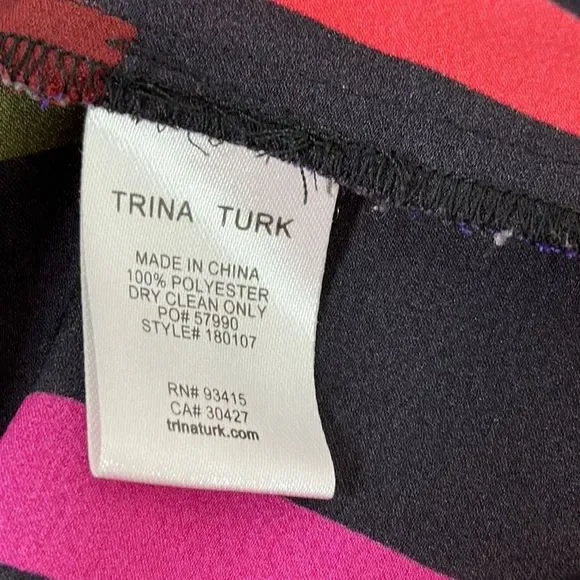 TRINA TURK
MADE IN CHINA
100% POLYESTER
DRY CLEAN ONLY
PO# 57990
STYLE# 180107
RN# 93415
CA# 30427
trinaturk.com